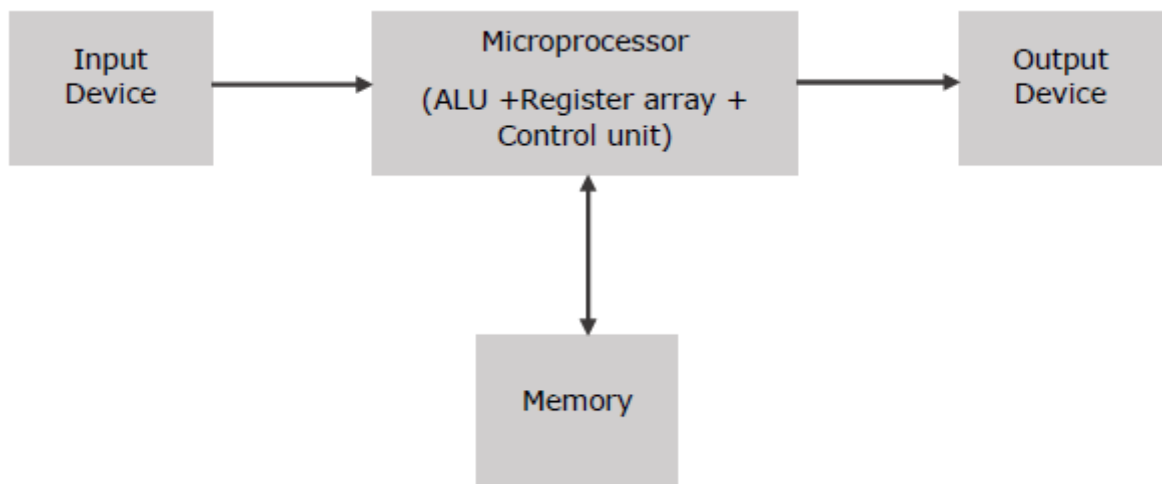 Input
Device
Microprocessor
(ALU +Register array +
Control unit)
Output
Device
Memory